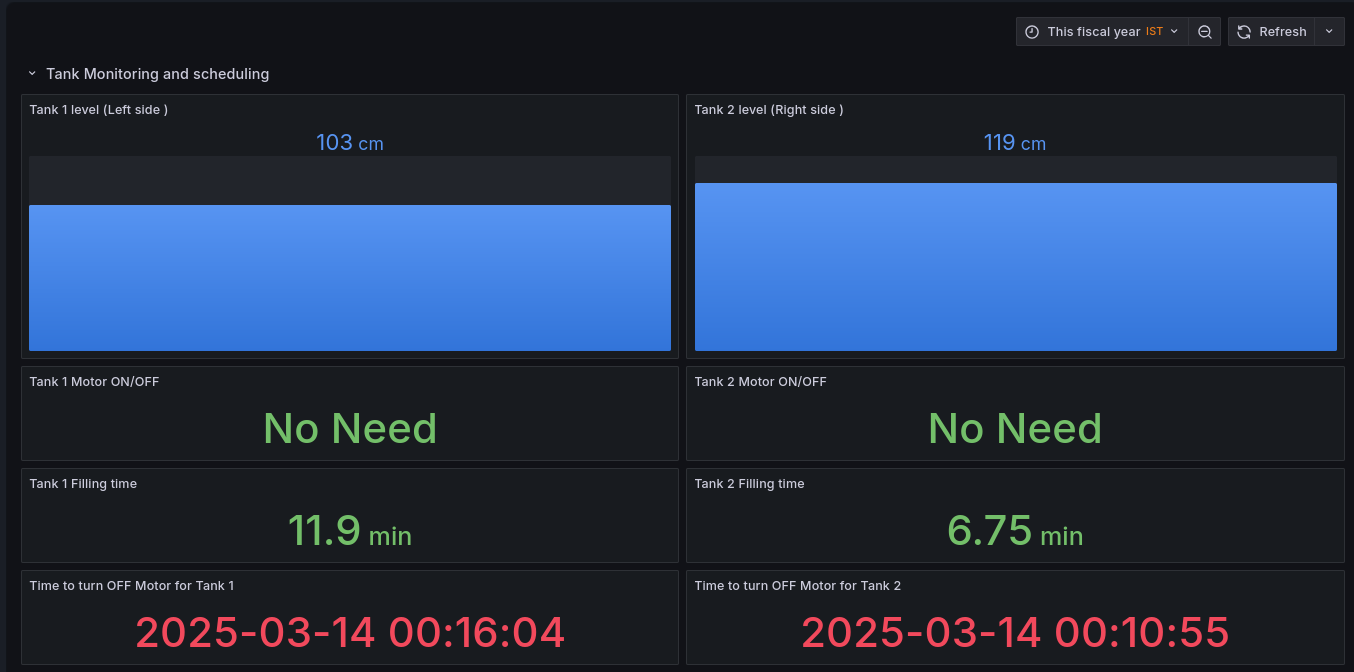 This fiscal year IST Refresh
Tank Monitoring and scheduling
Tank 1 level (Left side )
103 cm
Tank 2 level (Right side )
119 cm
Tank 1 Motor ON/OFF
No Need
Tank 2 Motor ON/OFF
No Need
Tank 1 Filling time
11.9 min
Tank 2 Filling time
6.75 min
Time to turn OFF Motor for Tank 1
2025-03-14 00:16:04
Time to turn OFF Motor for Tank 2
2025-03-14 00:10:55